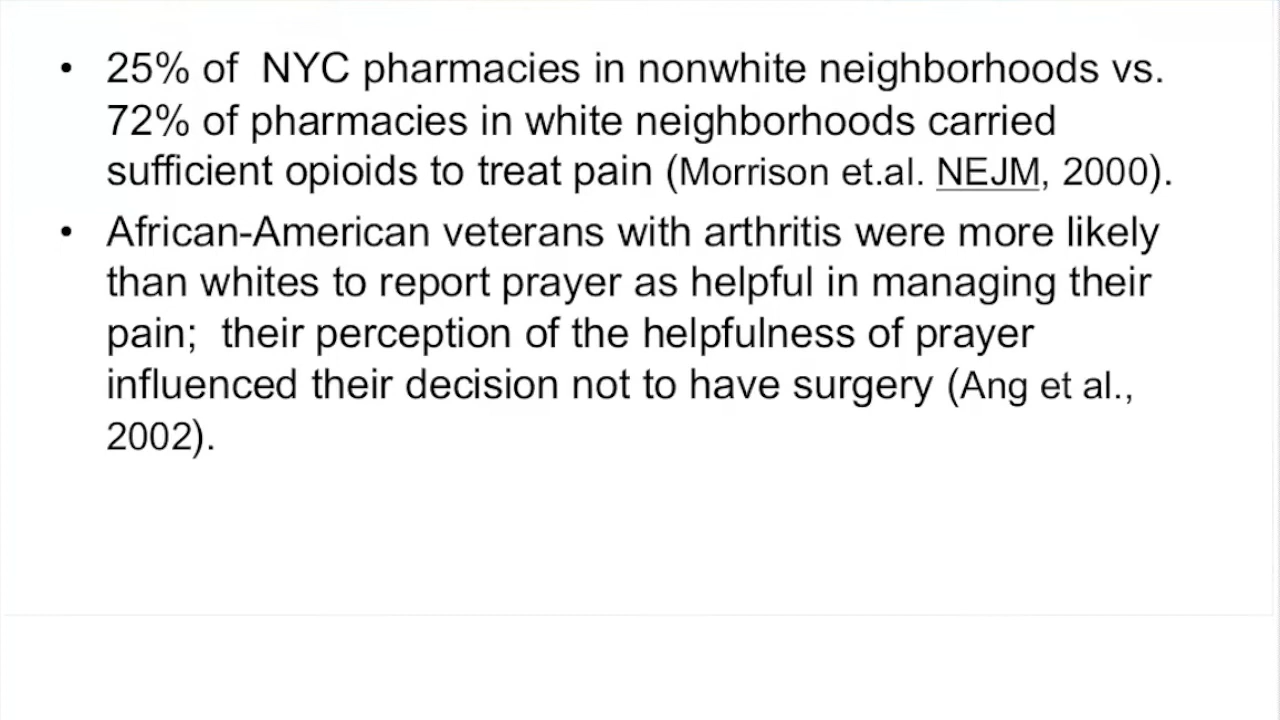 • 25% of  NYC pharmacies in nonwhite neighborhoods vs.
72% of pharmacies in white neighborhoods carried
sufficient opioids to treat pain (Morrison et.al. NEJM, 2000).
• African-American veterans with arthritis were more likely
than whites to report prayer as helpful in managing their
pain;  their perception of the helpfulness of prayer
influenced their decision not to have surgery (Ang et al.,
2002).